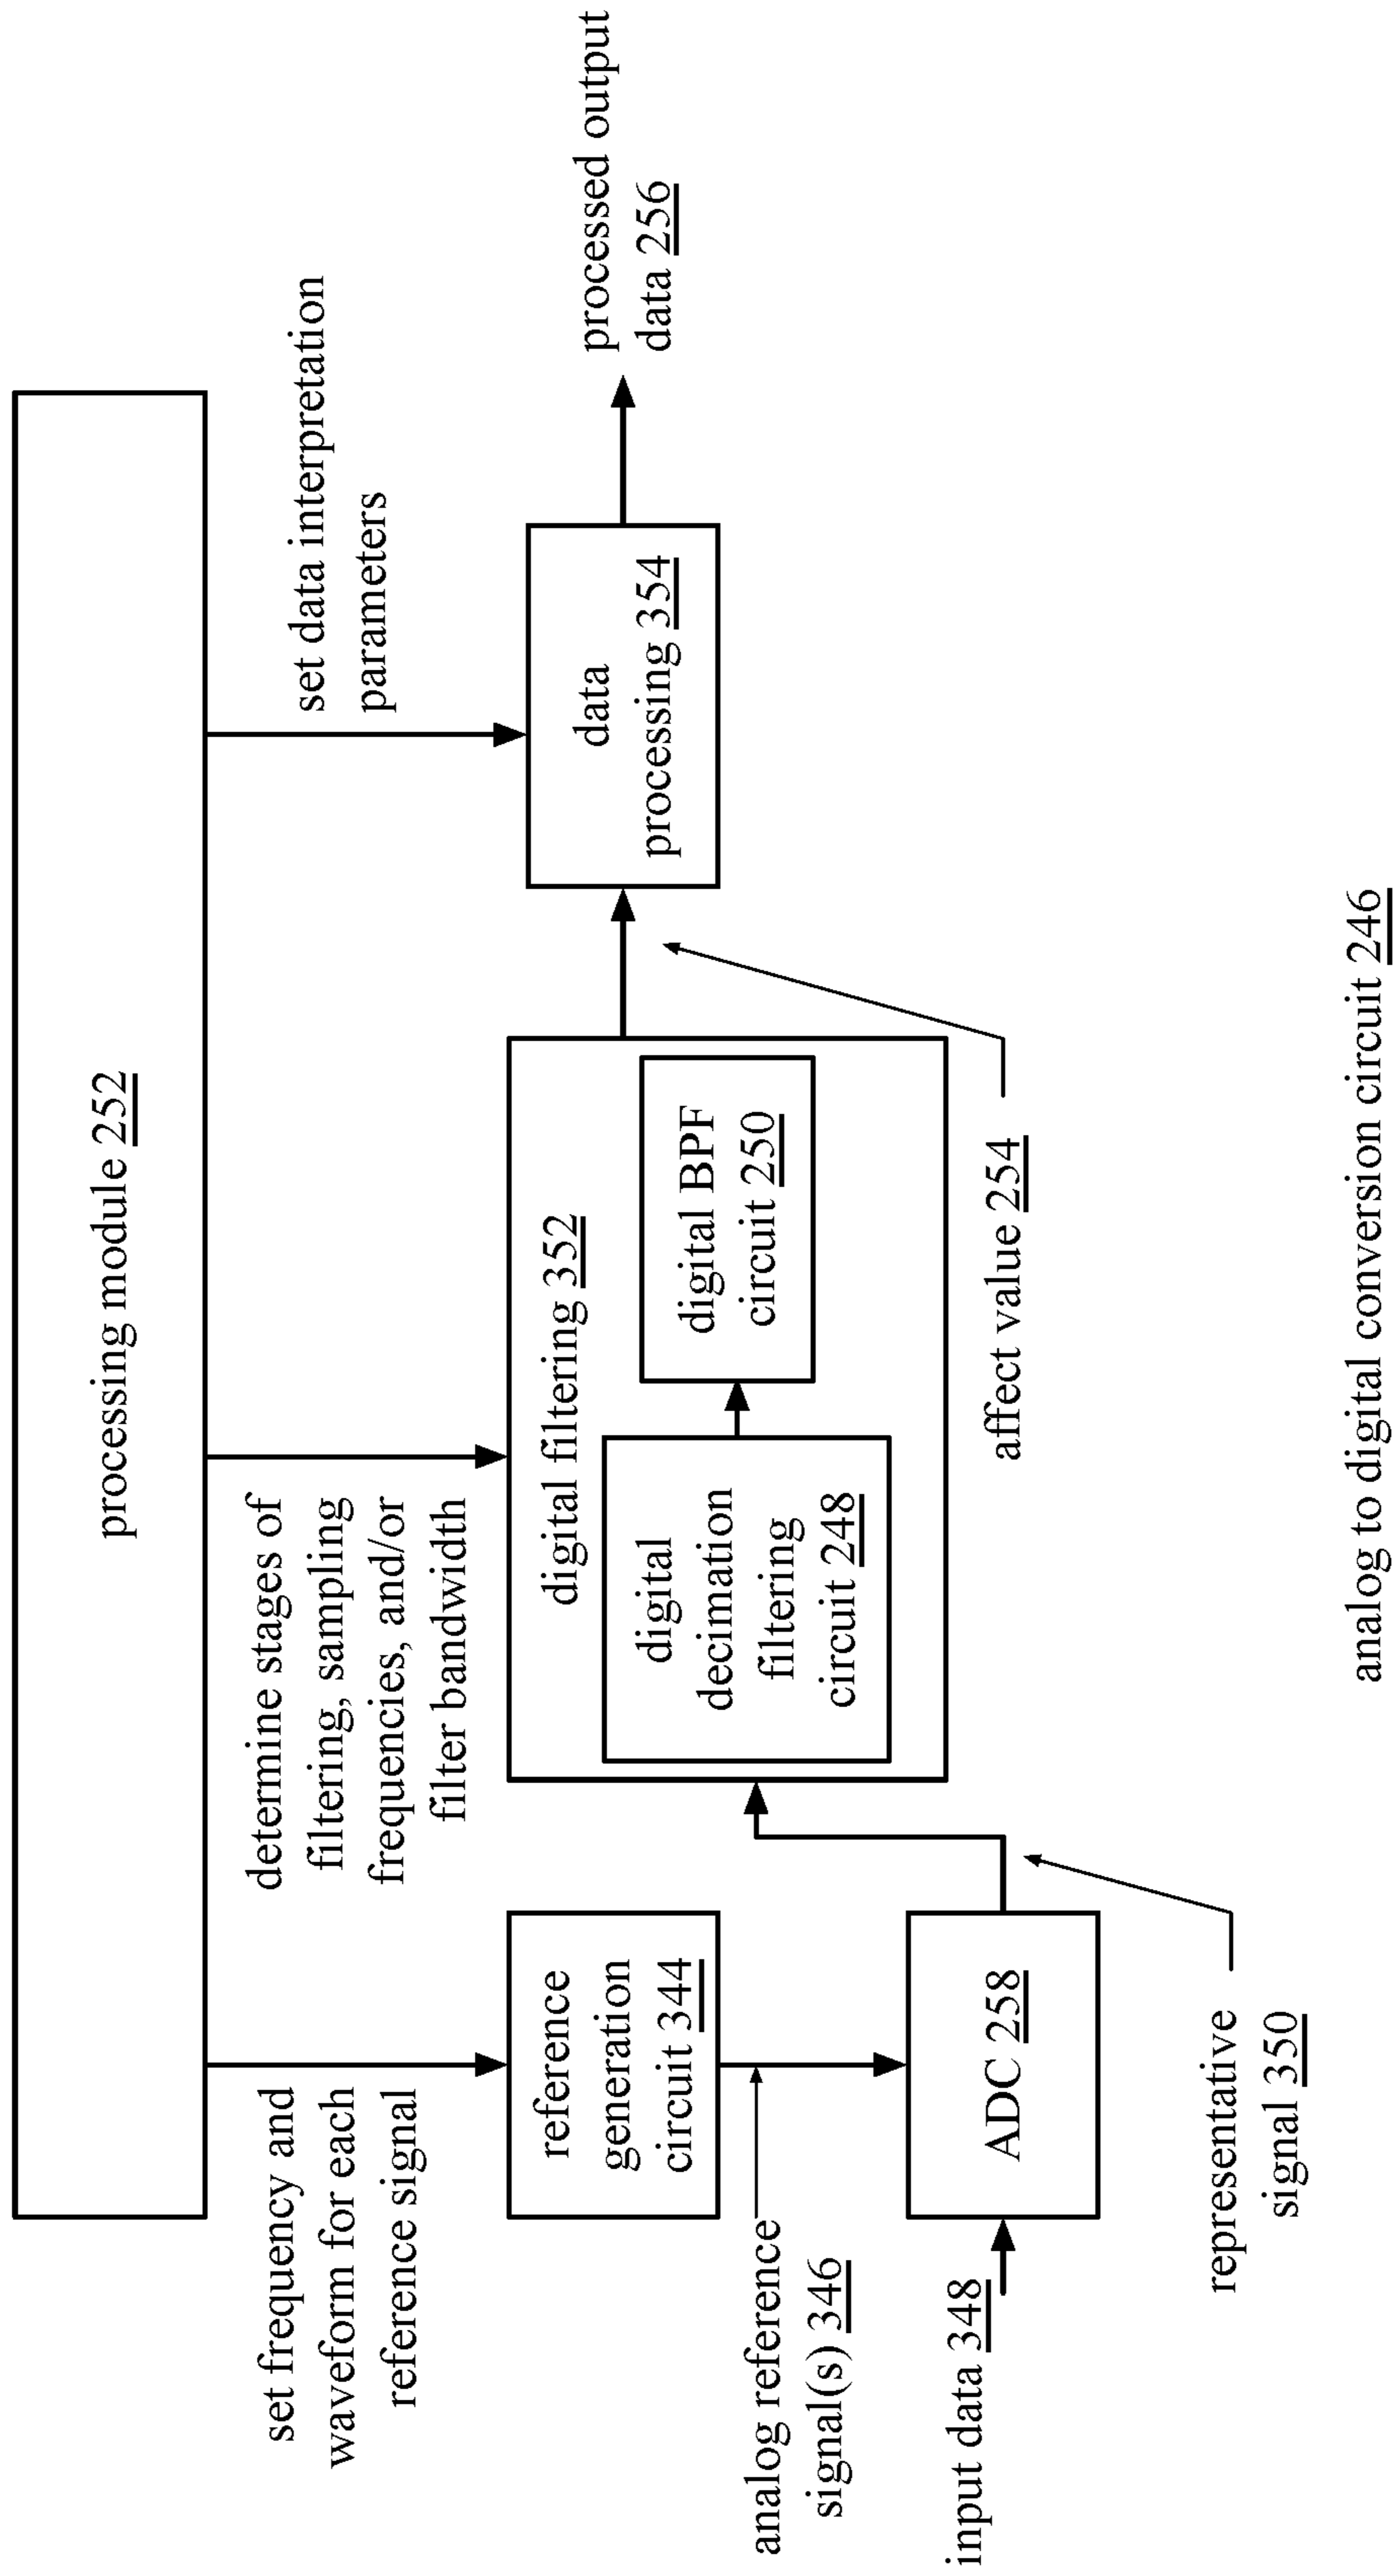 processing module 252
set frequency and
waveform for each
reference signal
determine stages of
filtering, sampling
frequencies, and/or
filter bandwidth
set data interpretation
parameters
reference
generation
circuit 344
digital filtering 352
digital
decimation
filtering
circuit 248
digital BPF
circuit 250
data
processing 354
processed output
data 256
analog reference
signal(s) 346
input data 348
ADC 258
representative
signal 350
affect value 254
analog to digital conversion circuit 246